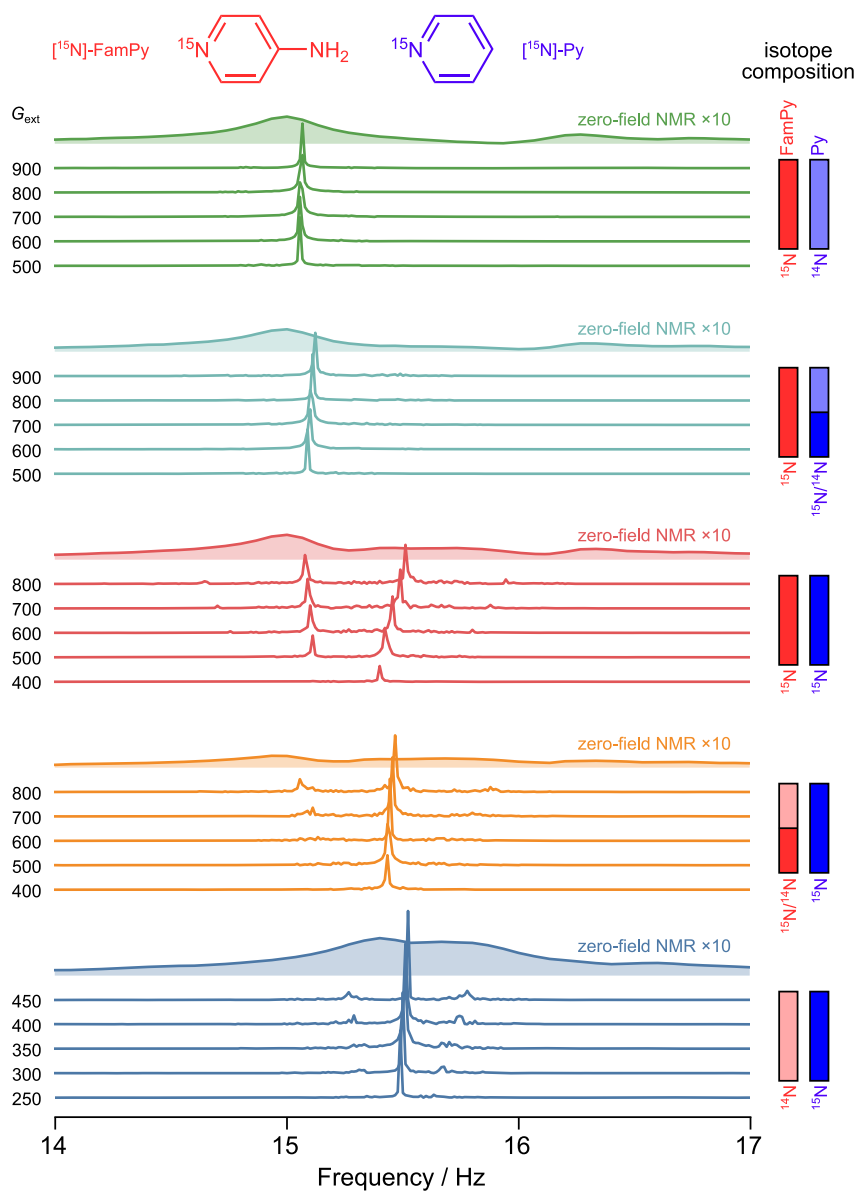 [¹⁵N]-FamPy
¹⁵N
NH₂
¹⁵N
[¹⁵N]-Py
isotope
composition
G_ext
zero-field NMR ×10
900
800
700
600
500
FamPy
Py
¹⁵N
¹⁴N
zero-field NMR ×10
900
800
700
600
500
¹⁵N
¹⁵N/¹⁴N
zero-field NMR ×10
800
700
600
500
400
¹⁵N
¹⁵N
zero-field NMR ×10
800
700
600
500
400
¹⁵N/¹⁴N
¹⁵N
zero-field NMR ×10
450
400
350
300
250
¹⁴N
¹⁵N
14 15 16 17
Frequency / Hz